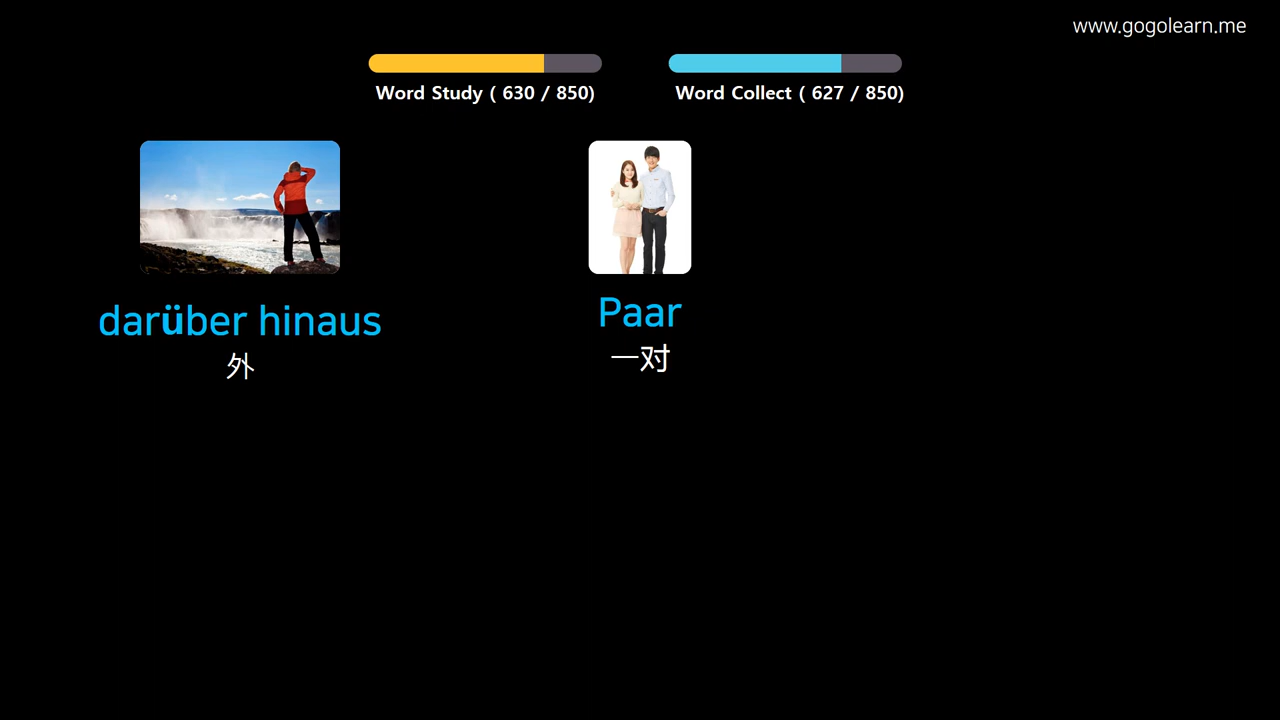 www.gogolearn.me
Word Study ( 630 / 850)
Word Collect ( 627 / 850)
darüber hinaus
外
Paar
一对